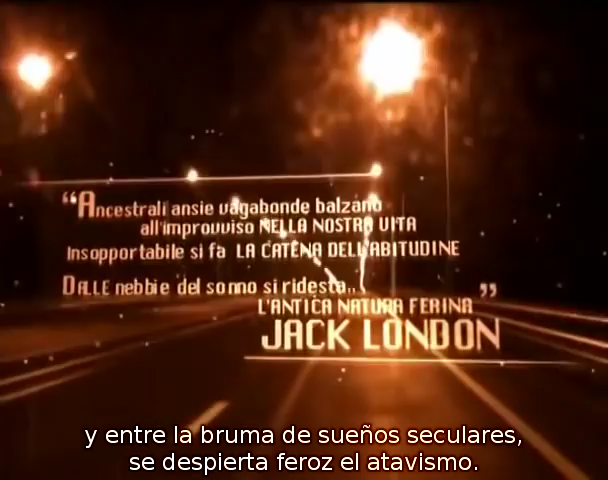 “Ancestrali ansie vagabonde balzano
all'improvviso NELLA NOSTRA VITA
Insopportabile si fa LA CATENA DELL'ABITUDINE
DALLE nebbie del sonno si ridesta..
L'ANTICA NATURA FERINA”
JACK LONDON
y entre la bruma de sueños seculares,
se despierta feroz el atavismo.